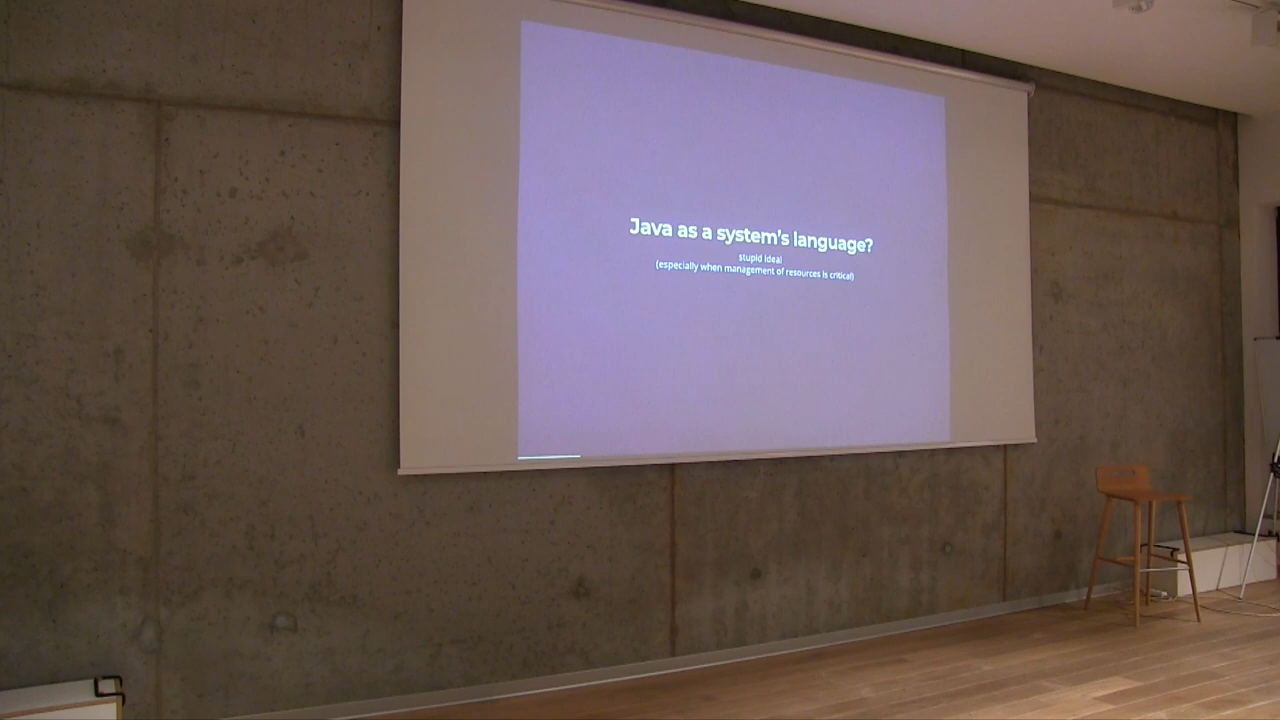 Java as a system's language?
stupid idea!
(especially when management of resources is critical)